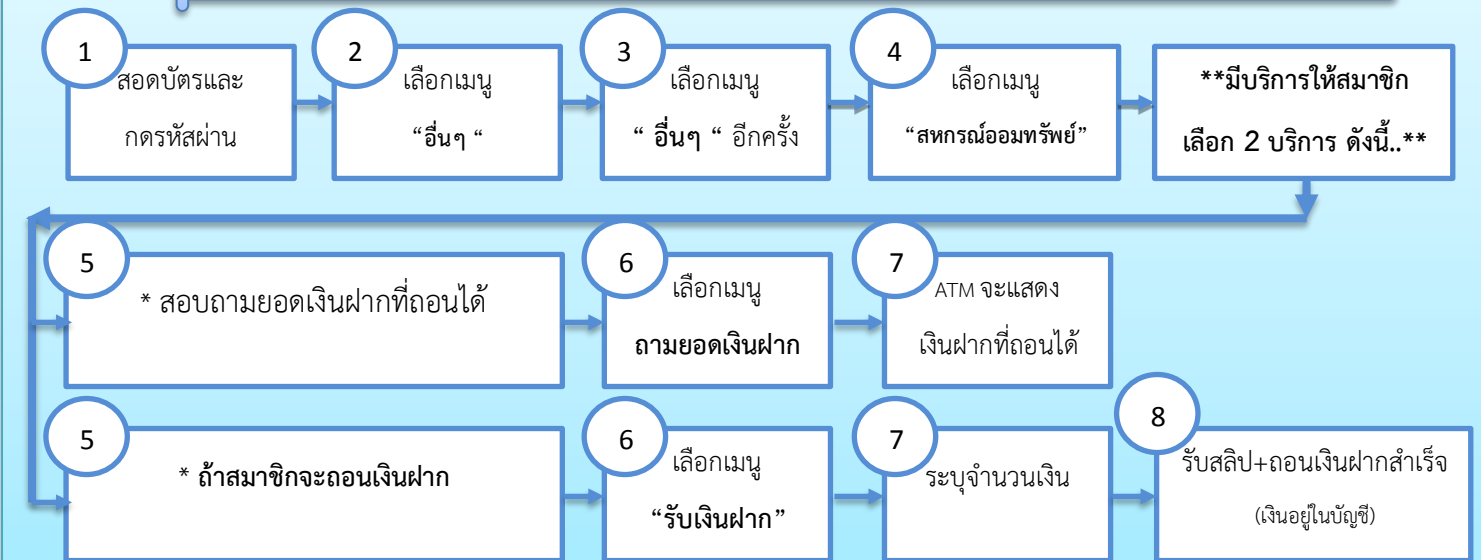 1
สอดบัตรและ
กดรหัสผ่าน
2
เลือกเมนู
“อื่นๆ “
3
เลือกเมนู
“ อื่นๆ “ อีกครั้ง
4
เลือกเมนู
“สหกรณ์ออมทรัพย์”
**มีบริการให้สมาชิก
เลือก 2 บริการ ดังนี้..**
5
* สอบถามยอดเงินฝากที่ถอนได้
6
เลือกเมนู
ถามยอดเงินฝาก
7
ATM จะแสดง
เงินฝากที่ถอนได้
5
* ถ้าสมาชิกจะถอนเงินฝาก
6
เลือกเมนู
“รับเงินฝาก”
7
ระบุจำนวนเงิน
8
รับสลิป+ถอนเงินฝากสำเร็จ
(เงินอยู่ในบัญชี)